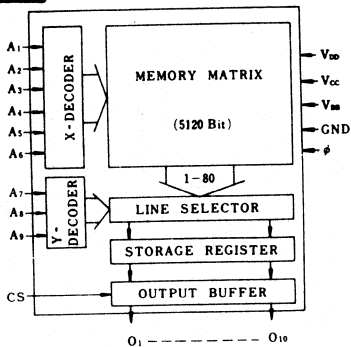 A1
A2
A3
A4
A5
A6
X-DECODER
MEMORY MATRIX
(5120 Bit)
VDD
VCC
VBB
GND
φ
1-80
A7
A8
A9
Y-DECODER
LINE SELECTOR
STORAGE REGISTER
CS
OUTPUT BUFFER
O1 ---------- O10